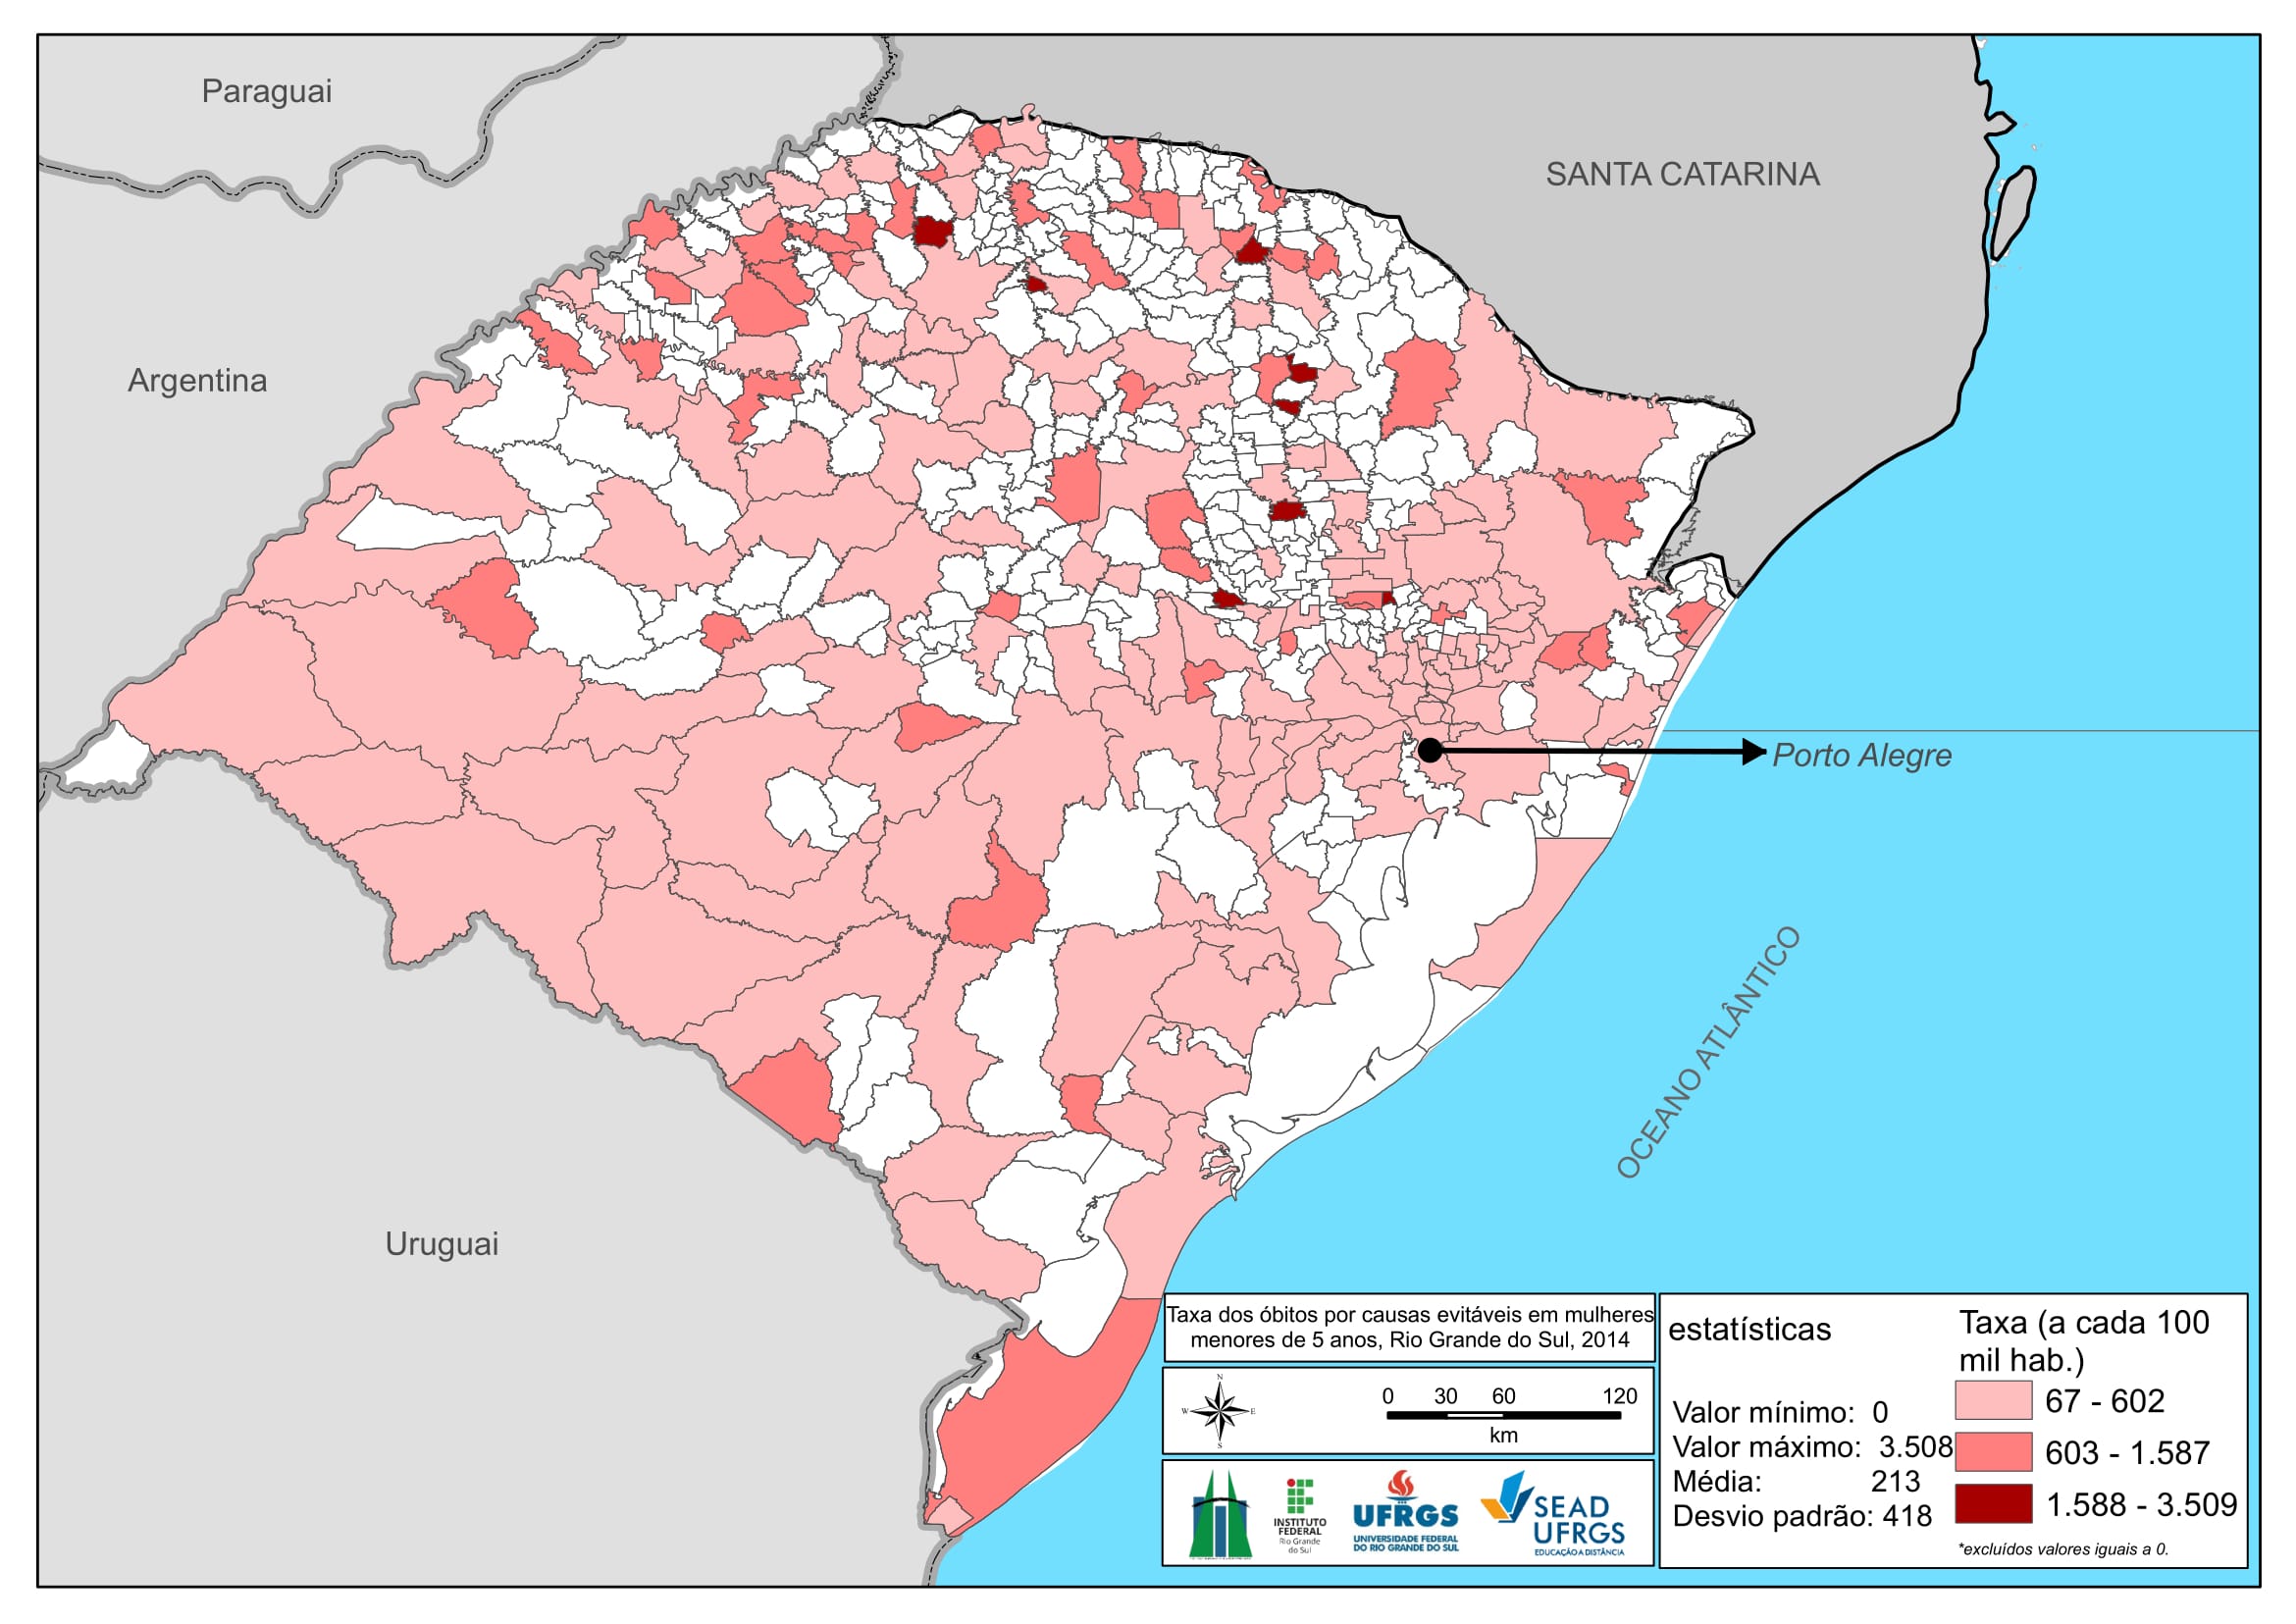 Paraguai
SANTA CATARINA
Argentina
Porto Alegre
OCEANO ATLÂNTICO
Uruguai
Taxa dos óbitos por causas evitáveis em mulheres
menores de 5 anos, Rio Grande do Sul, 2014
N
W
E
S
0 30 60 120
km
INSTITUTO
FEDERAL
Rio Grande
do Sul
UFRGS
UNIVERSIDADE FEDERAL
DO RIO GRANDE DO SUL
SEAD
UFRGS
EDUCAÇÃO A DISTÂNCIA
estatísticas
Valor mínimo: 0
Valor máximo: 3.508
Média: 213
Desvio padrão: 418
Taxa (a cada 100
mil hab.)
67 - 602
603 - 1.587
1.588 - 3.509
*excluídos valores iguais a 0.